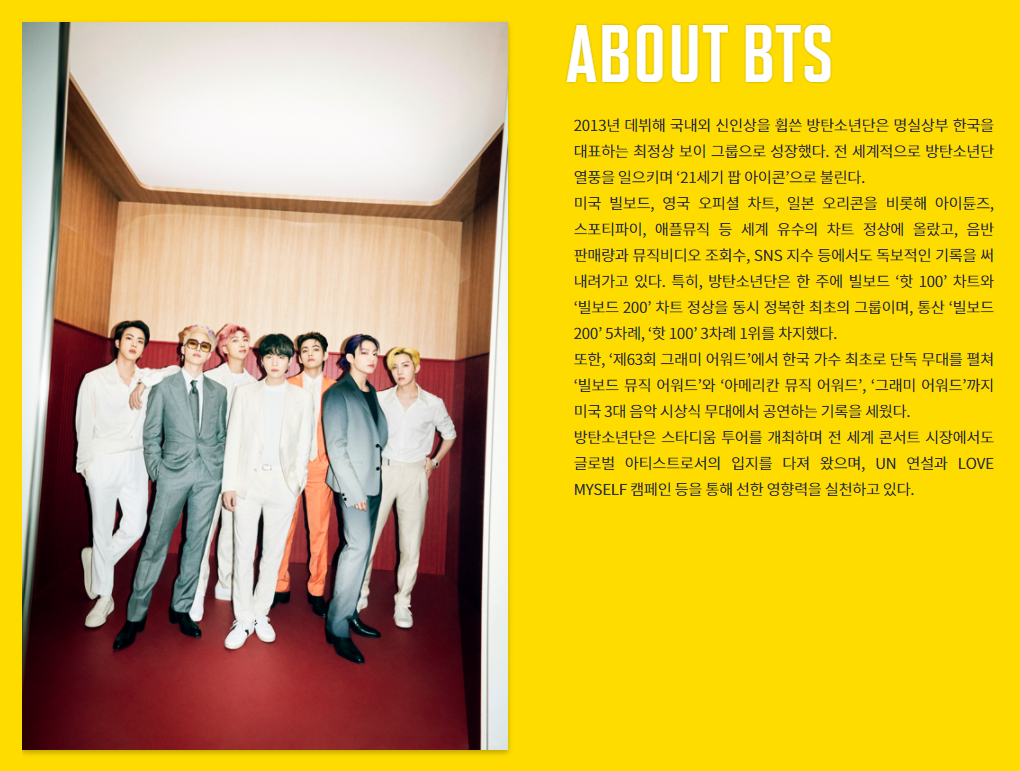 ABOUT BTS
2013년 데뷔해 국내외 신인상을 휩쓴 방탄소년단은 명실상부 한국을
대표하는 최정상 보이 그룹으로 성장했다. 전 세계적으로 방탄소년단
열풍을 일으키며 ‘21세기 팝 아이콘’으로 불린다.
미국 빌보드, 영국 오피셜 차트, 일본 오리콘을 비롯해 아이튠즈,
스포티파이, 애플뮤직 등 세계 유수의 차트 정상에 올랐고, 음반
판매량과 뮤직비디오 조회수, SNS 지수 등에서도 독보적인 기록을 써
내려가고 있다. 특히, 방탄소년단은 한 주에 빌보드 ‘핫 100’ 차트와
‘빌보드 200’ 차트 정상을 동시 정복한 최초의 그룹이며, 통산 ‘빌보드
200’ 5차례, ‘핫 100’ 3차례 1위를 차지했다.
또한, ‘제63회 그래미 어워드’에서 한국 가수 최초로 단독 무대를 펼쳐
‘빌보드 뮤직 어워드’와 ‘아메리칸 뮤직 어워드’, ‘그래미 어워드’까지
미국 3대 음악 시상식 무대에서 공연하는 기록을 세웠다.
방탄소년단은 스타디움 투어를 개최하며 전 세계 콘서트 시장에서도
글로벌 아티스트로서의 입지를 다져 왔으며, UN 연설과 LOVE
MYSELF 캠페인 등을 통해 선한 영향력을 실천하고 있다.